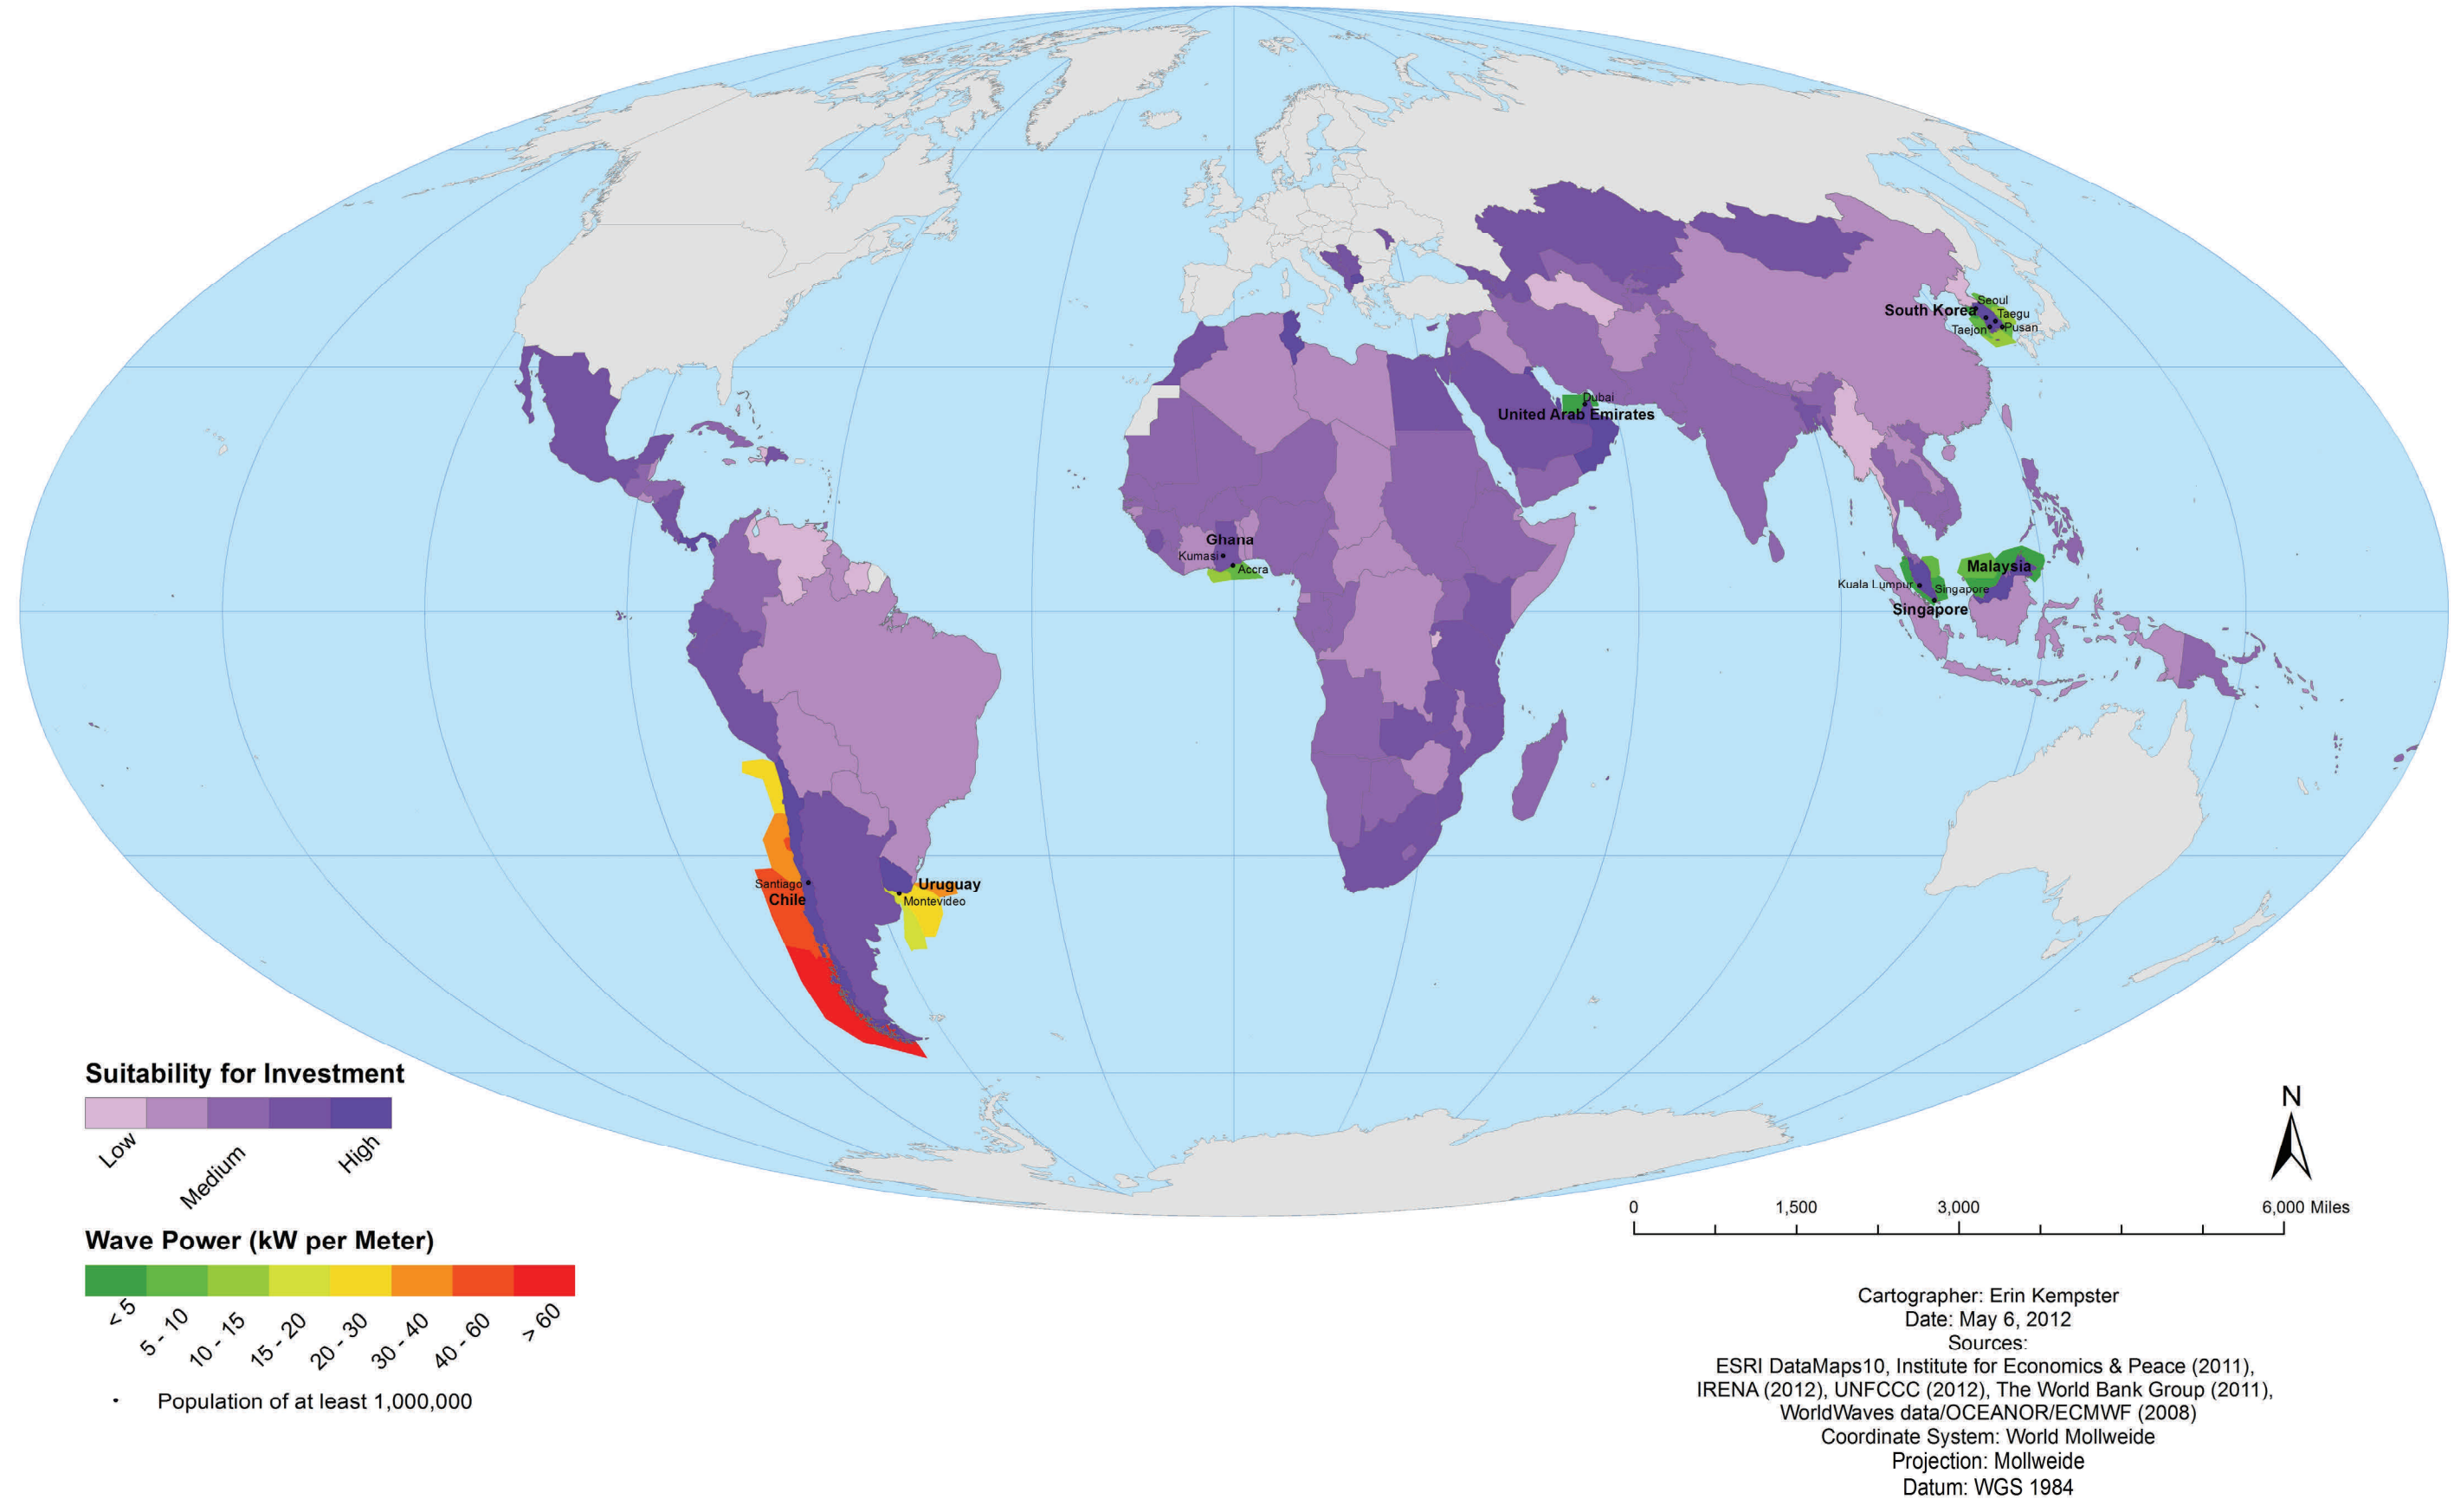 Seoul
South Korea
Taegu
Taejon
Pusan
Dubai
United Arab Emirates
Ghana
Kumasi
Accra
Malaysia
Kuala Lumpur
Singapore
Singapore
Santiago
Chile
Uruguay
Montevideo
Suitability for Investment
Low
Medium
High
Wave Power (kW per Meter)
< 5
5 - 10
10 - 15
15 - 20
20 - 30
30 - 40
40 - 60
> 60
Population of at least 1,000,000
N
0 1,500 3,000 6,000 Miles
Cartographer: Erin Kempster
Date: May 6, 2012
Sources:
ESRI DataMaps10, Institute for Economics & Peace (2011),
IRENA (2012), UNFCCC (2012), The World Bank Group (2011),
WorldWaves data/OCEANOR/ECMWF (2008)
Coordinate System: World Mollweide
Projection: Mollweide
Datum: WGS 1984